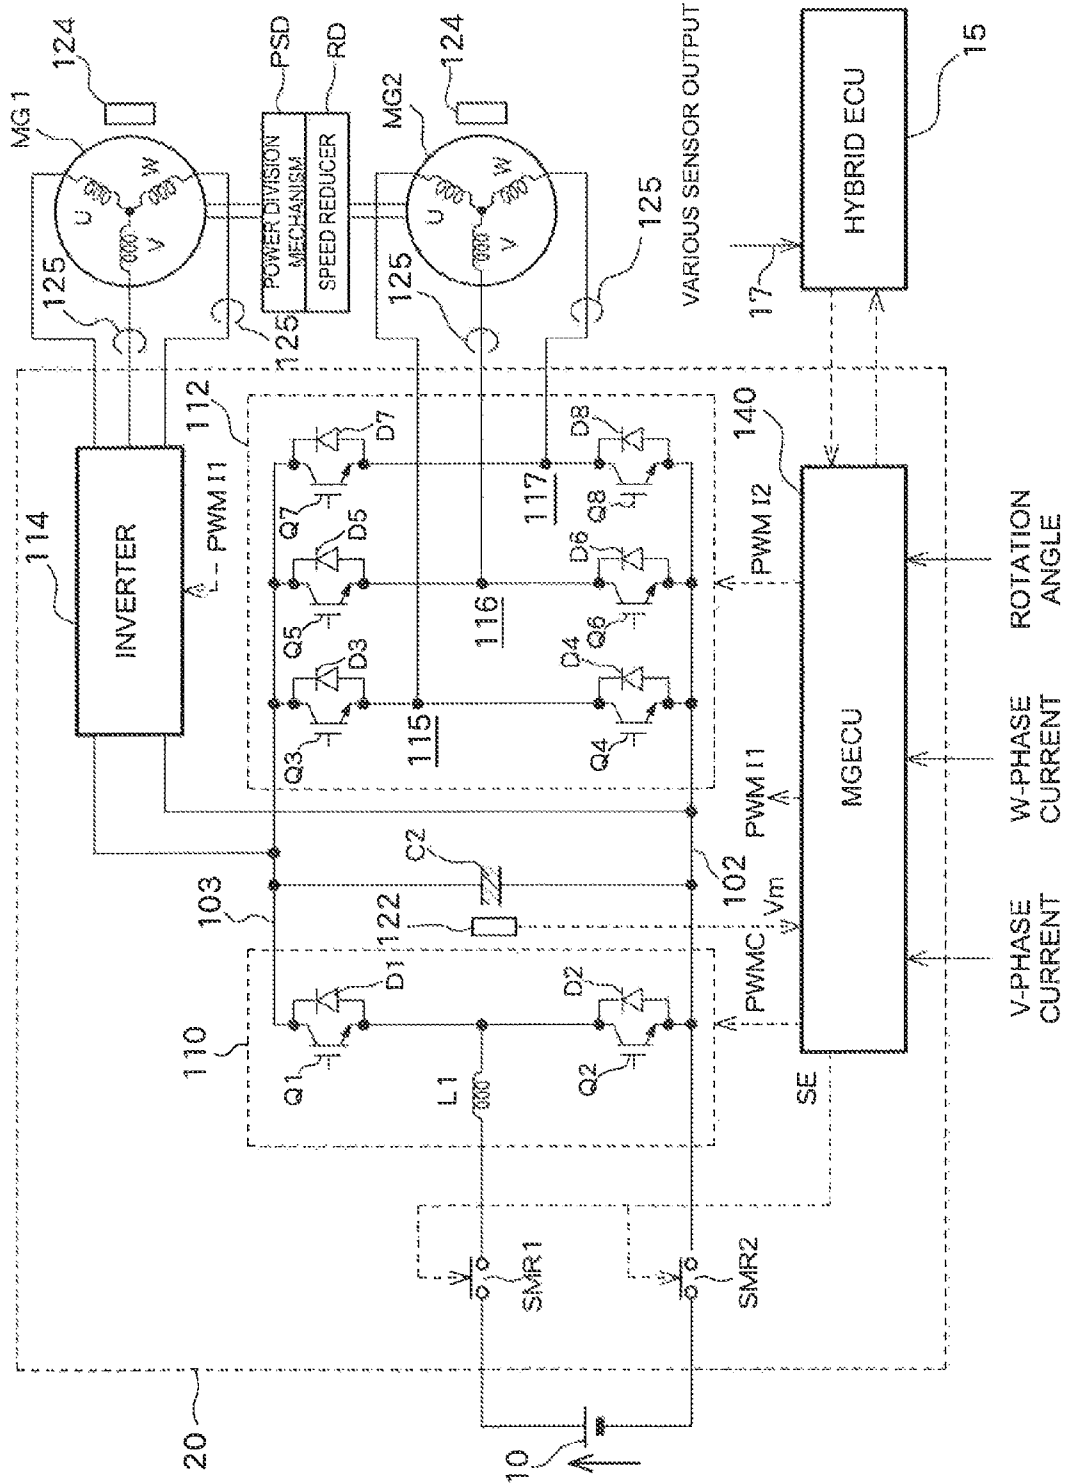 20
10
SMR1
SMR2
110
Q1
D1
L1
Q2
D2
SE
PWMC
103
122
C2
102
Vm
PWM I1
114
INVERTER
PWM I1
112
Q3
D3
Q5
D5
Q7
D7
115
116
117
Q4
D4
Q6
D6
Q8
D8
PWM I2
140
MGECU
V-PHASE
CURRENT
W-PHASE
CURRENT
ROTATION
ANGLE
125
125
125
125
MG1
124
U
V
W
PSD
POWER DIVISION
MECHANISM
SPEED REDUCER
RD
MG2
124
U
V
W
VARIOUS SENSOR OUTPUT
17
HYBRID ECU
15